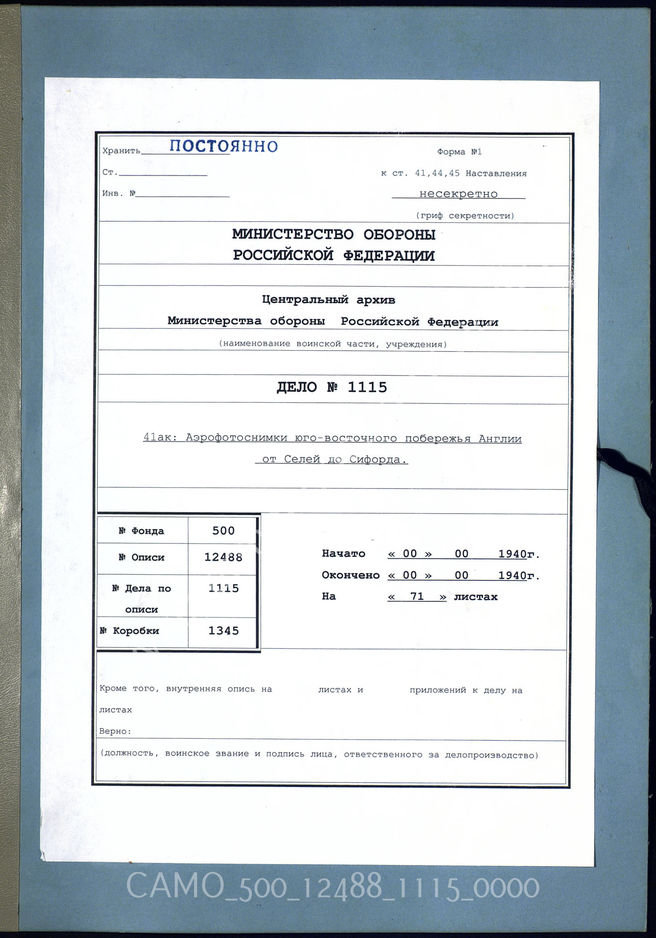 Хранить ПОСТОЯННО
Форма №1
Ст.
к ст. 41,44,45 Наставления
Инв. №
несекретно
(гриф секретности)
МИНИСТЕРСТВО ОБОРОНЫ
РОССИЙСКОЙ ФЕДЕРАЦИИ
Центральный архив
Министерства обороны Российской Федерации
(наименование воинской части, учреждения)
ДЕЛО № 1115
41ак: Аэрофотоснимки юго-восточного побережья Англии
от Селей до Сифорда.
№ Фонда 500
№ Описи 12488
№ Дела по описи 1115
№ Коробки 1345
Начато « 00 » 00 1940г.
Окончено « 00 » 00 1940г.
На « 71 » листах
Кроме того, внутренняя опись на листах и приложений к делу на
листах
Верно:
(должность, воинское звание и подпись лица, ответственного за делопроизводство)
CAMO_500_12488_1115_0000